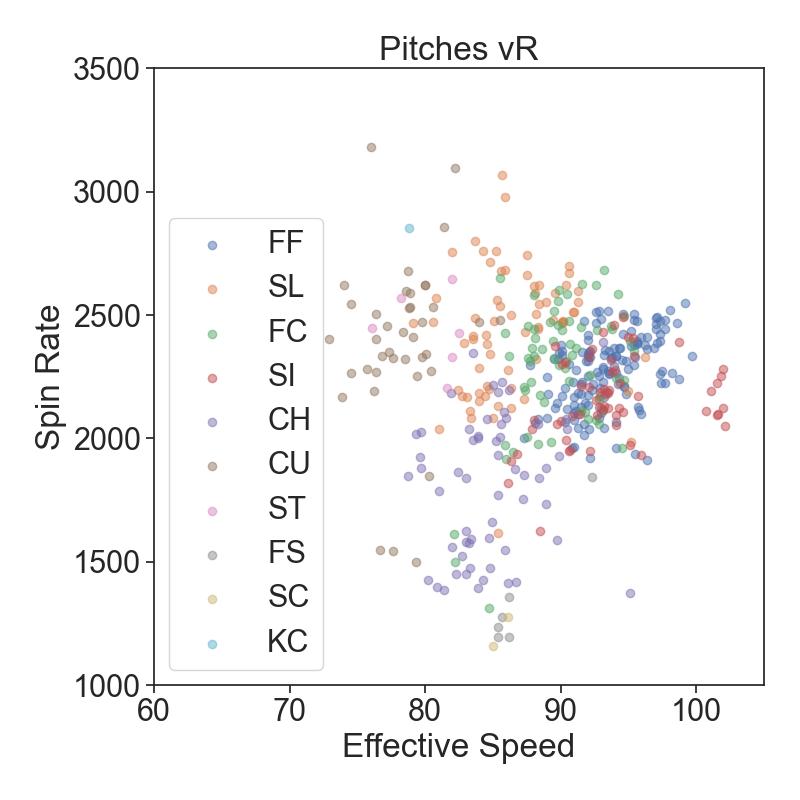 Pitches vR
3500
3000
2500
2000
1500
1000
Spin Rate
FF
SL
FC
SI
CH
CU
ST
FS
SC
KC
60
70
80
90
100
Effective Speed